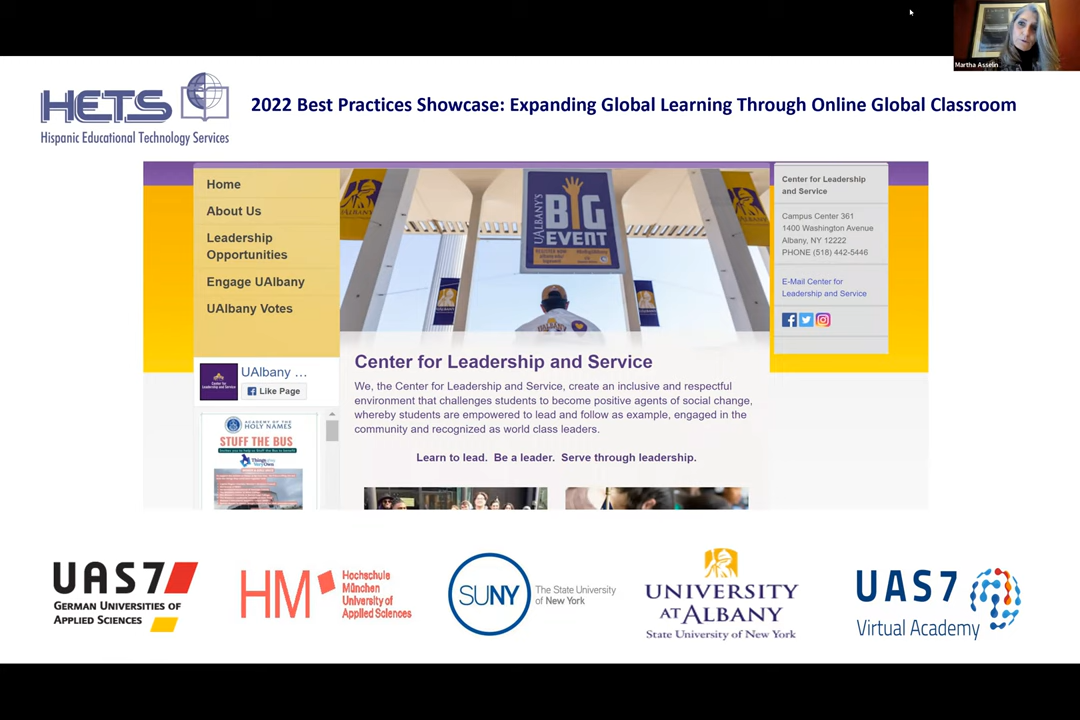 Martha Asselin
HETS
Hispanic Educational Technology Services
2022 Best Practices Showcase: Expanding Global Learning Through Online Global Classroom
Home
About Us
Leadership
Opportunities
Engage UAlbany
UAlbany Votes
UALBANY'S
BIG
EVENT
Center for Leadership
and Service
Campus Center 361
1400 Washington Avenue
Albany, NY 12222
PHONE (518) 442-5446
E-Mail Center for
Leadership and Service
UAlbany …
Like Page
ACADEMY OF THE
HOLY NAMES
STUFF THE BUS
Center for Leadership and Service
We, the Center for Leadership and Service, create an inclusive and respectful
environment that challenges students to become positive agents of social change,
whereby students are empowered to lead and follow as example, engaged in the
community and recognized as world class leaders.
Learn to lead. Be a leader. Serve through leadership.
UAS7
GERMAN UNIVERSITIES OF
APPLIED SCIENCES
HM
Hochschule
München
University of
Applied Sciences
SUNY
The State University
of New York
UNIVERSITY
AT ALBANY
State University of New York
UAS7
Virtual Academy